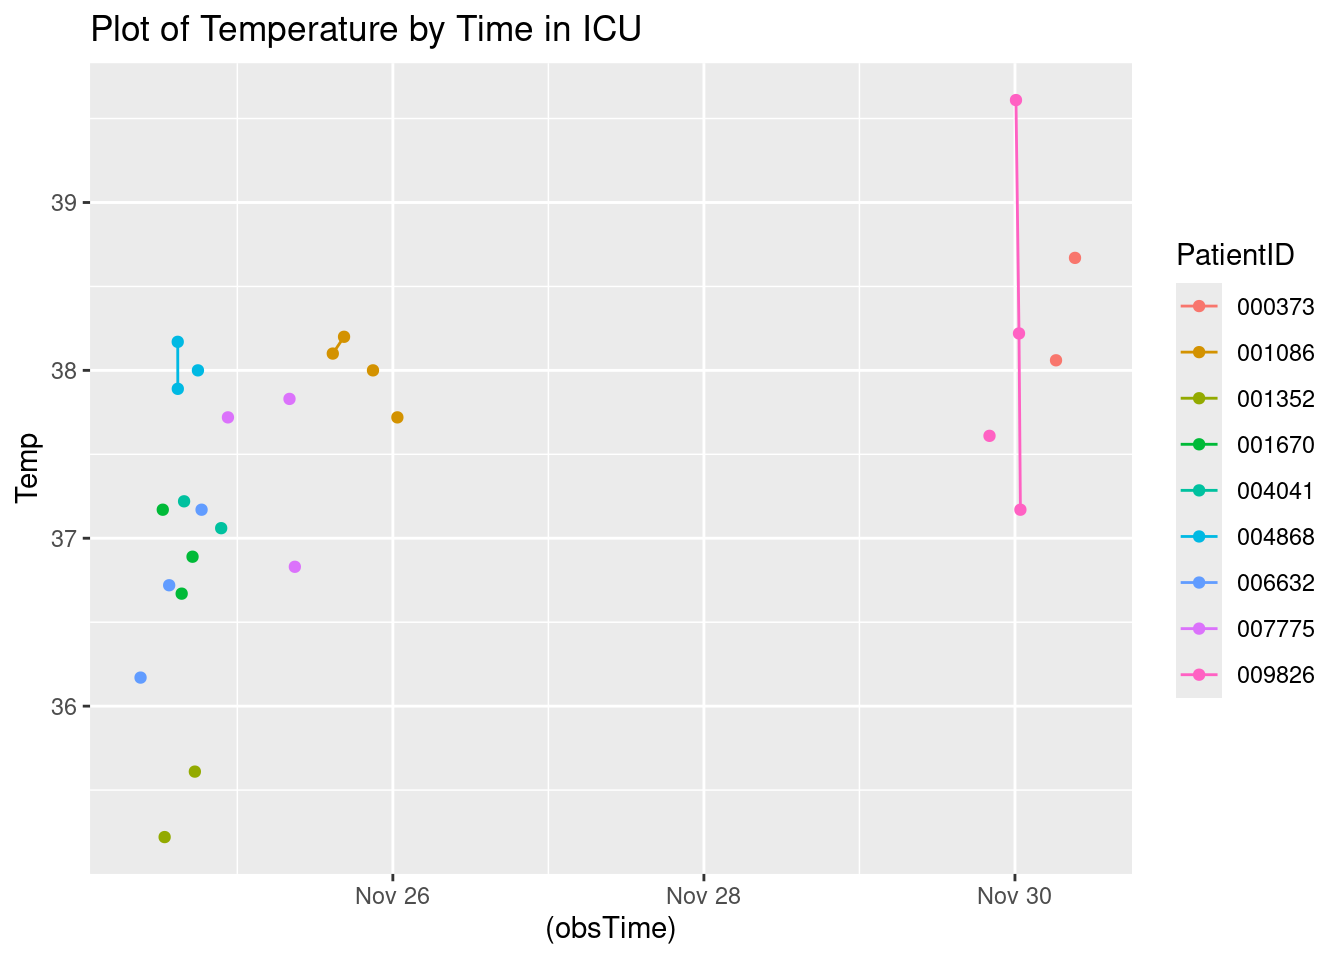 Plot of Temperature by Time in ICU
39
38
37
36
Temp
Nov 26
Nov 28
Nov 30
(obsTime)
PatientID
000373
001086
001352
001670
004041
004868
006632
007775
009826